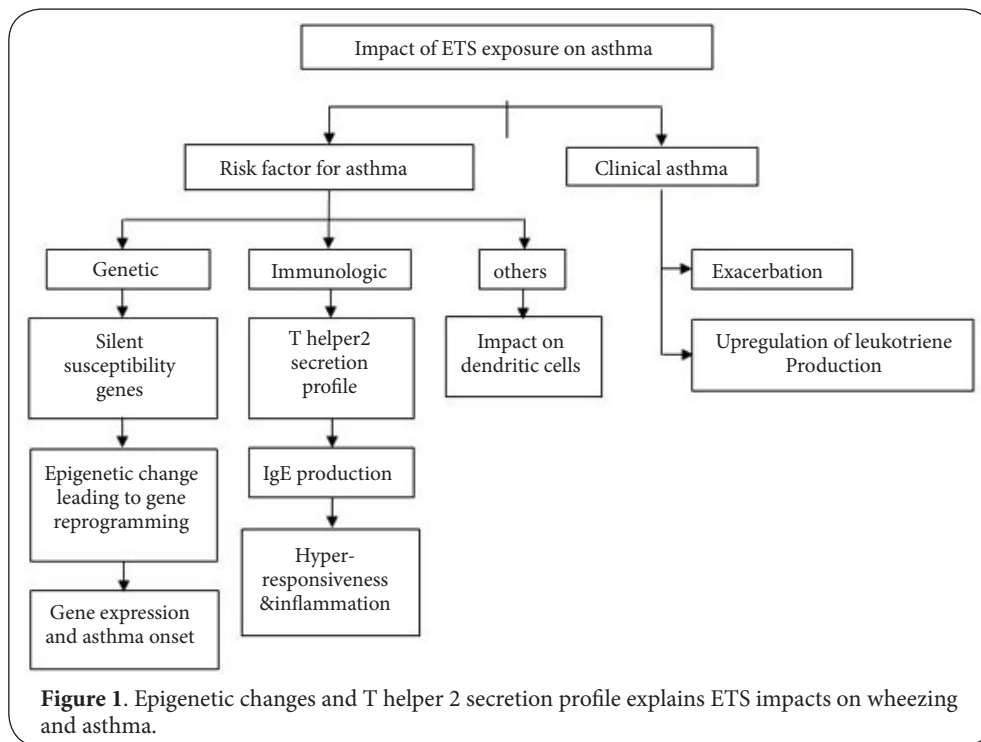 Impact of ETS exposure on asthma
Risk factor for asthma
Clinical asthma
Genetic
Immunologic
others
Exacerbation
Silent
susceptibility
genes
T helper2
secretion
profile
Impact on
dendritic cells
Upregulation of leukotriene
Production
Epigenetic change
leading to gene
reprogramming
IgE production
Hyper-
responsiveness
&inflammation
Gene expression
and asthma onset
Figure 1. Epigenetic changes and T helper 2 secretion profile explains ETS impacts on wheezing
and asthma.